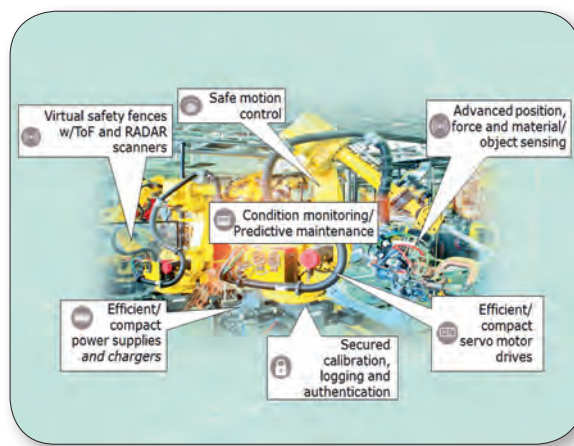 Safe motion
control
Virtual safety fences
w/ToF and RADAR
scanners
Advanced position,
force and material/
object sensing
Condition monitoring/
Predictive maintenance
Efficient/
compact
power supplies
and chargers
Secured
calibration,
logging and
authentication
Efficient/
compact
servo motor
drives